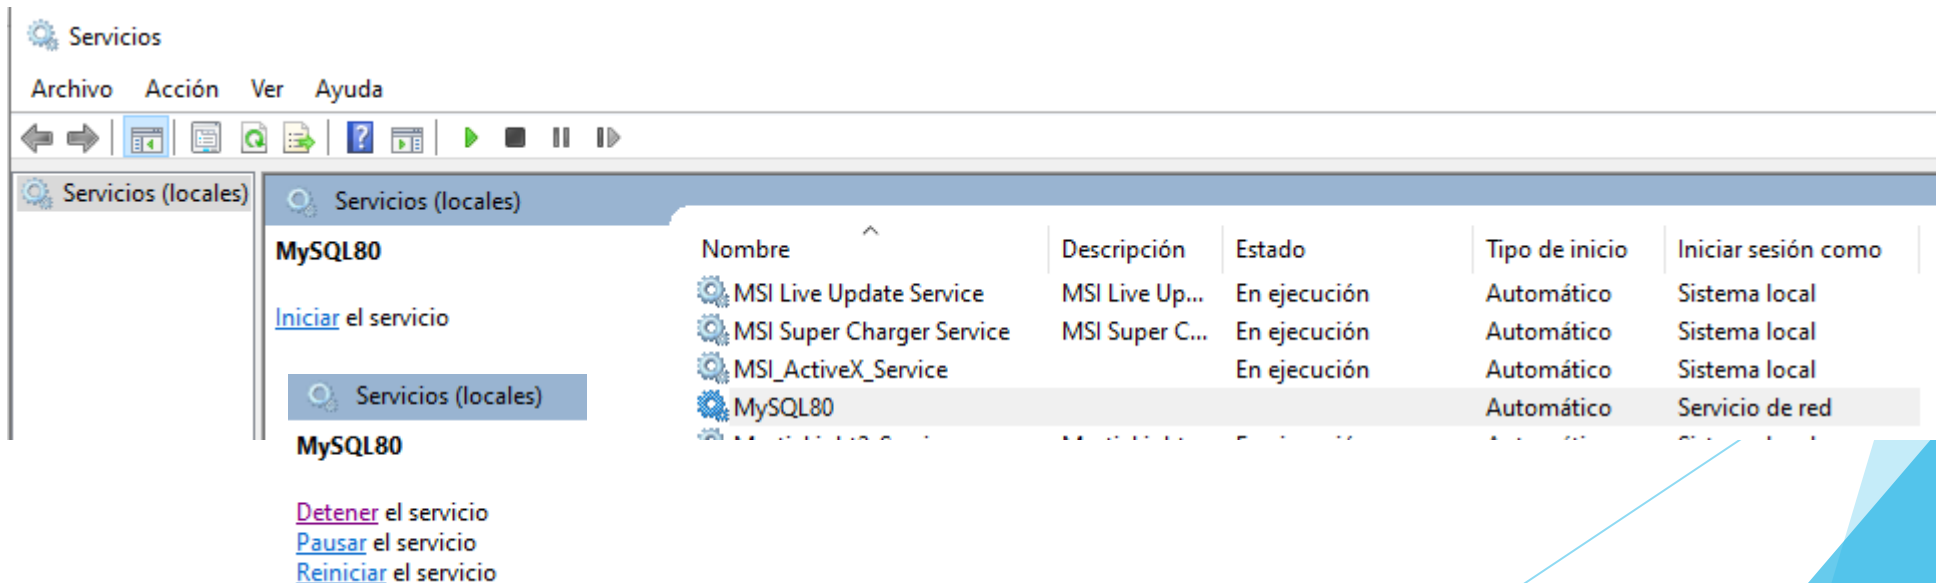 Servicios
Archivo Acción Ver Ayuda
Servicios (locales)
Servicios (locales)
MySQL80
Iniciar el servicio
Nombre Descripción Estado Tipo de inicio Iniciar sesión como
MSI Live Update Service MSI Live Up... En ejecución Automático Sistema local
MSI Super Charger Service MSI Super C... En ejecución Automático Sistema local
MSI_ActiveX_Service En ejecución Automático Sistema local
MySQL80 Automático Servicio de red
Servicios (locales)
MySQL80
Detener el servicio
Pausar el servicio
Reiniciar el servicio